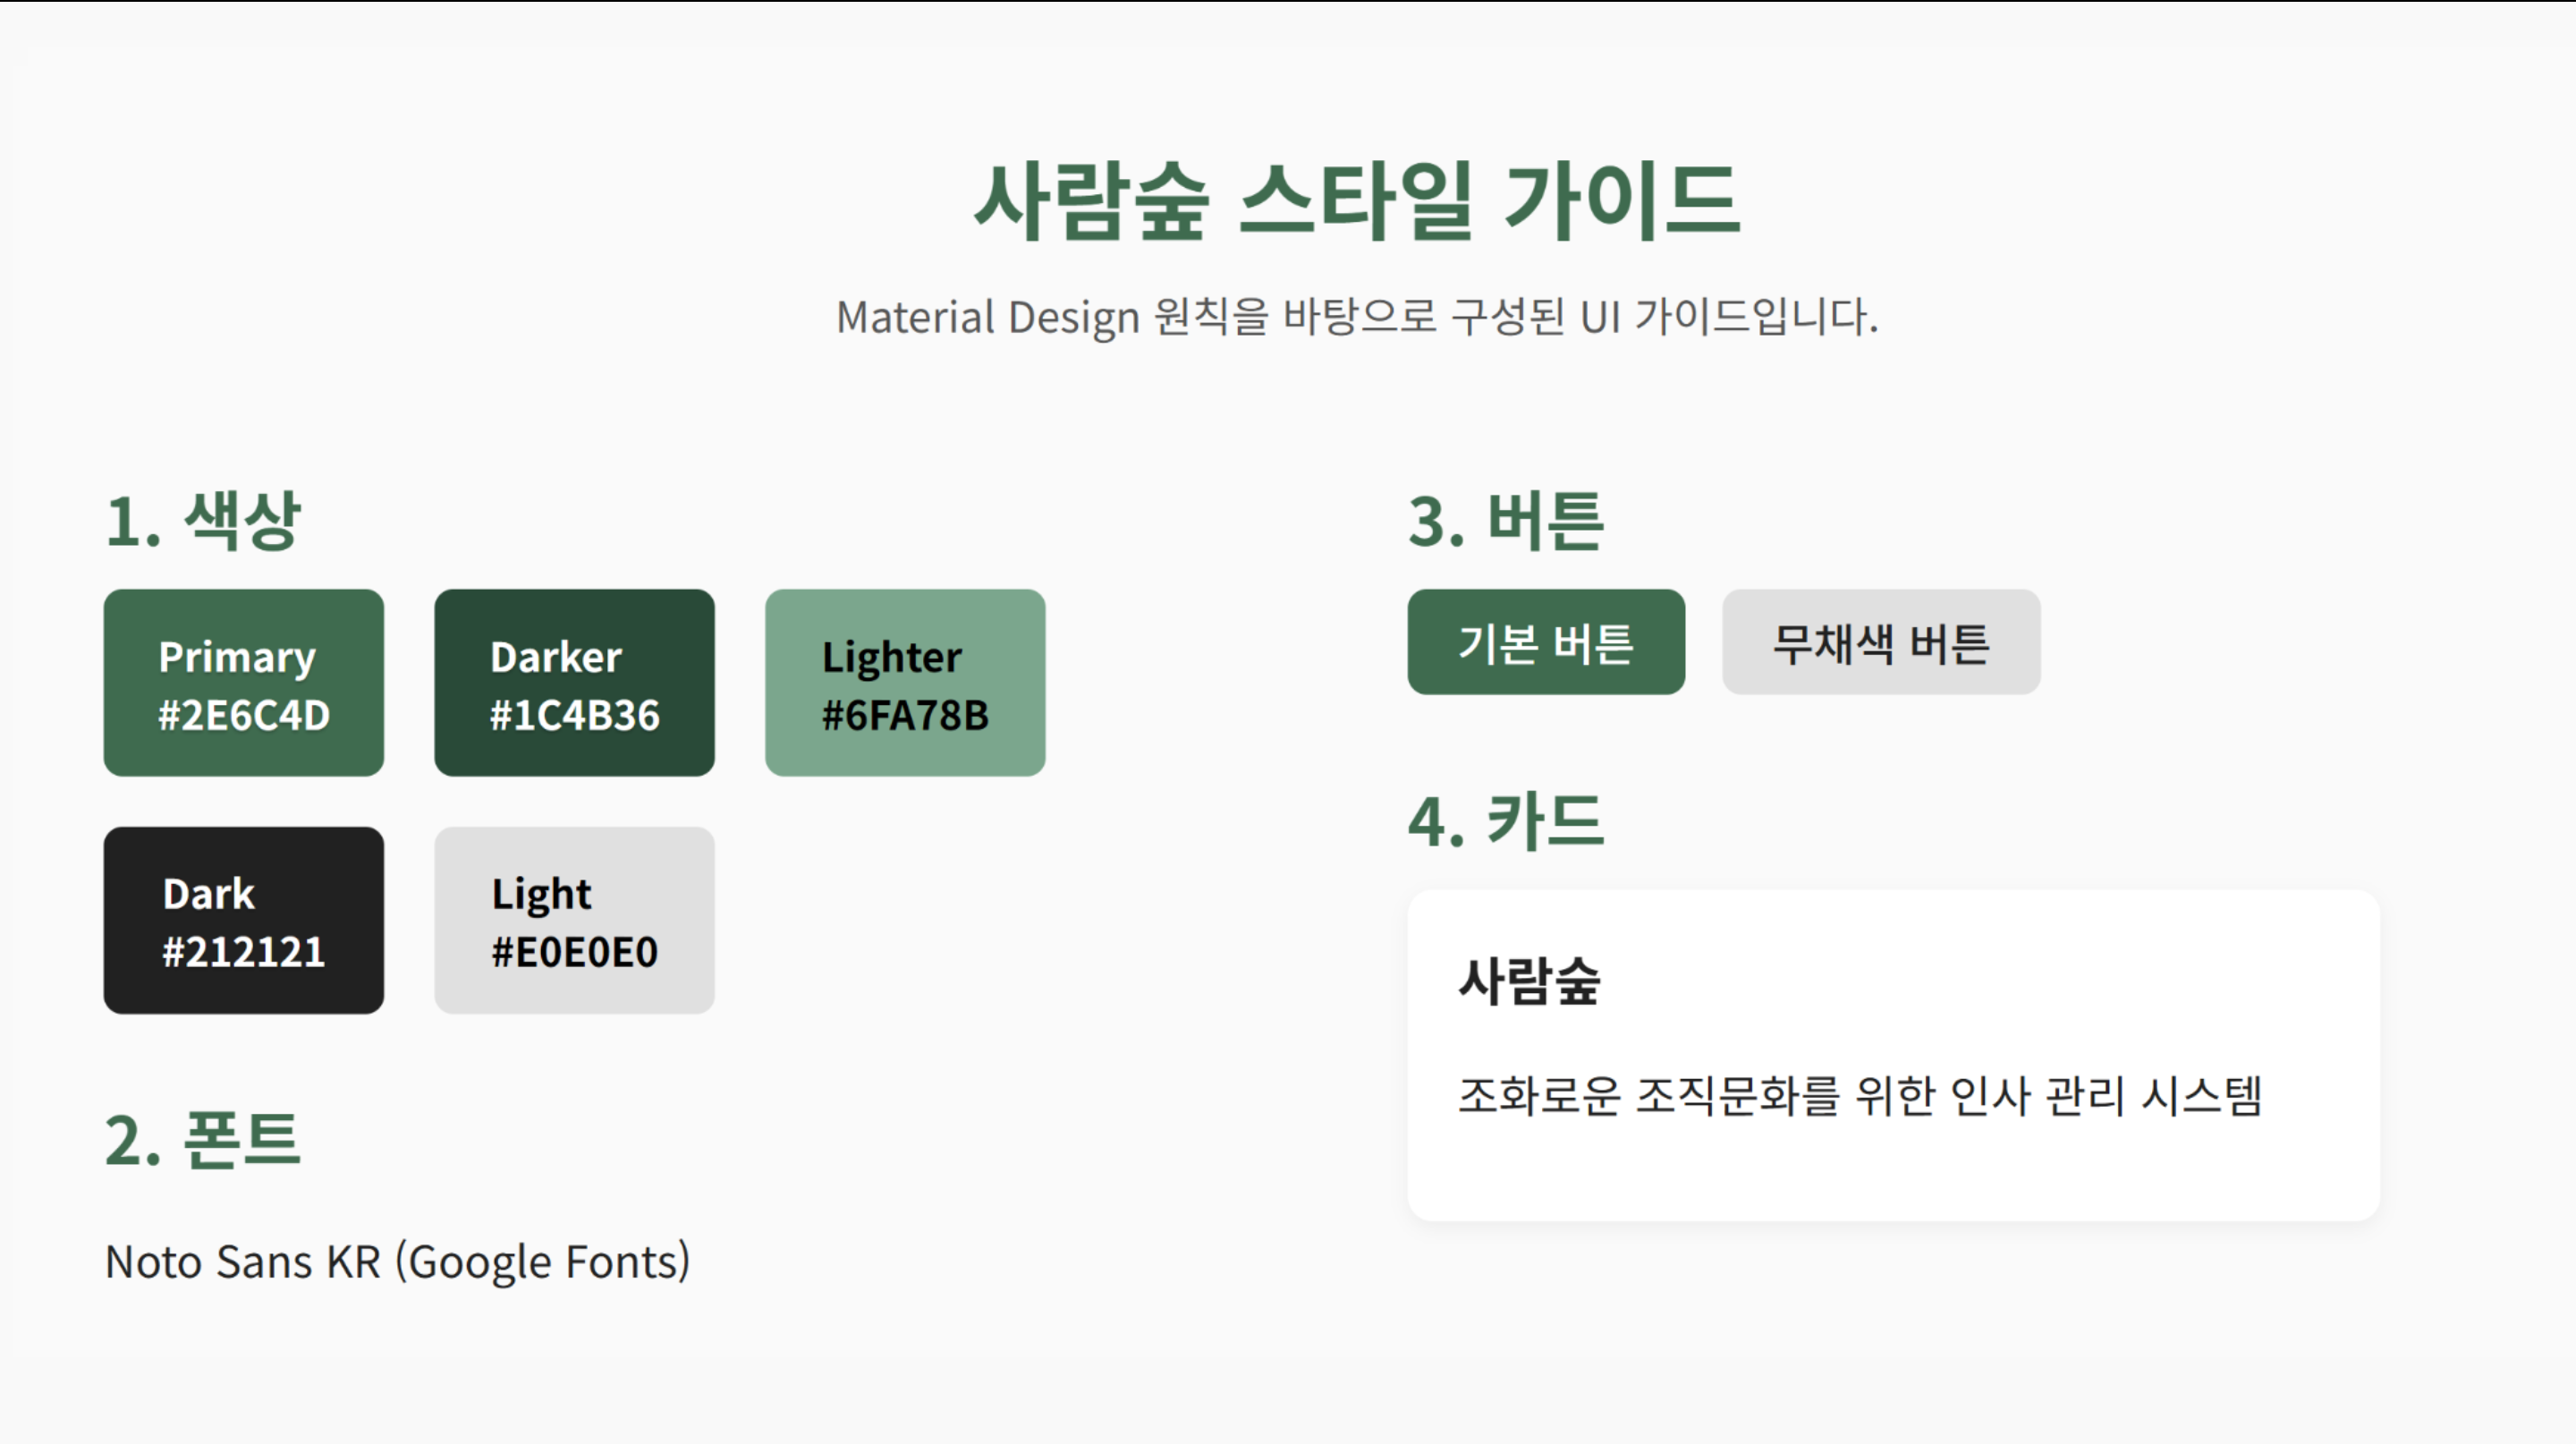 사람숲 스타일 가이드
Material Design 원칙을 바탕으로 구성된 UI 가이드입니다.
1. 색상
Primary
#2E6C4D
Darker
#1C4B36
Lighter
#6FA78B
Dark
#212121
Light
#E0E0E0
2. 폰트
Noto Sans KR (Google Fonts)
3. 버튼
기본 버튼
무채색 버튼
4. 카드
사람숲
조화로운 조직문화를 위한 인사 관리 시스템